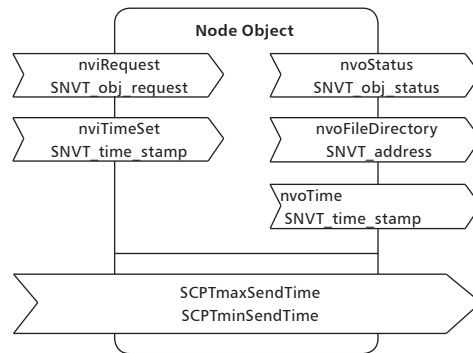 Node Object
nviRequest
SNVT_obj_request
nvoStatus
SNVT_obj_status
nviTimeSet
SNVT_time_stamp
nvoFileDirectory
SNVT_address
nvoTime
SNVT_time_stamp
SCPTmaxSendTime
SCPTminSendTime